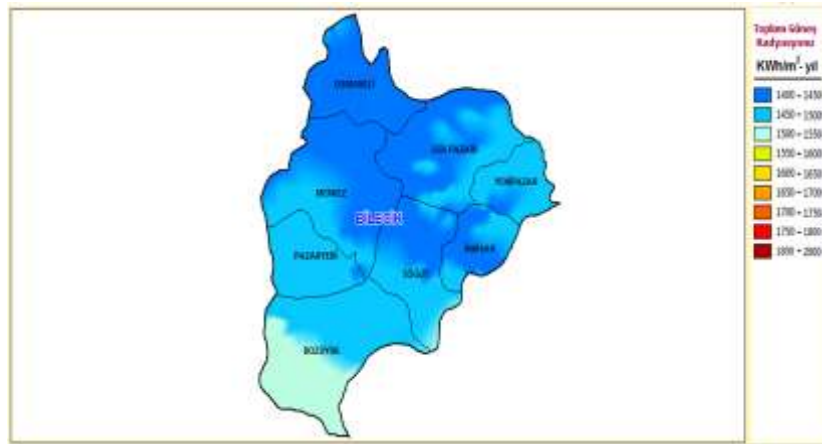 Toplam Güneş
Radyasyonu
KWh/m²-yıl
1400 - 1450
1450 - 1500
1500 - 1550
1550 - 1600
1600 - 1650
1650 - 1700
1700 - 1750
1750 - 1800
1800 - 2000
OSMANELİ
GÖLPAZARI
YENİPAZAR
MERKEZ
BİLECİK
İNHİSAR
PAZARYERİ
SÖĞÜT
BOZÜYÜK